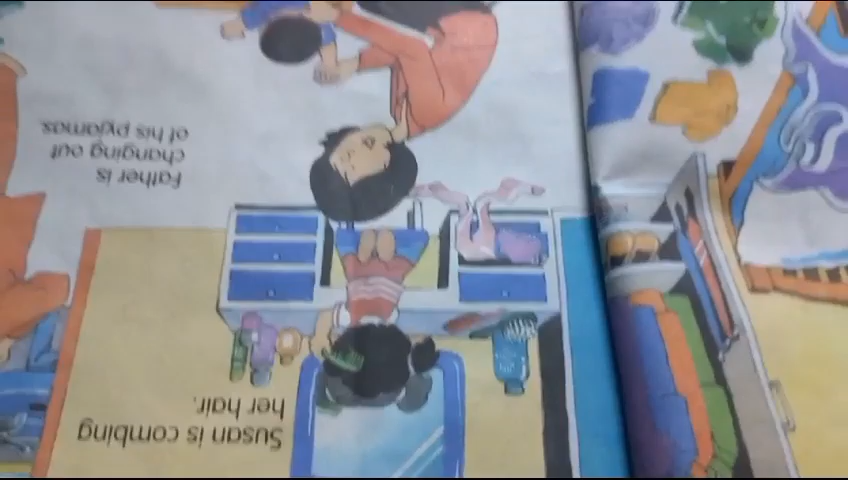 Susan is combing
her hair.
Father is
changing out
of his pyjamas